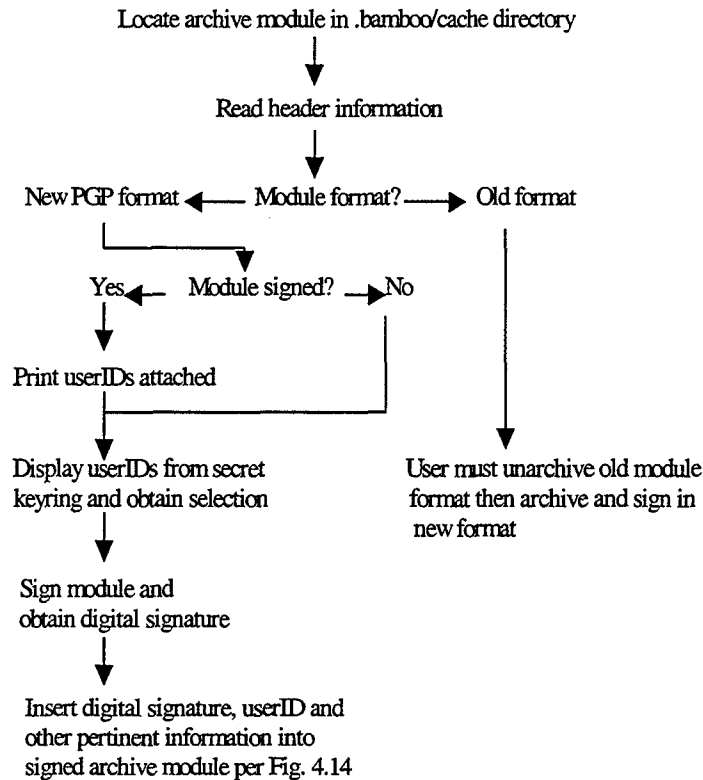 Locate archive module in .bamboo/cache directory
Read header information
New PGP format
Module format?
Old format
Yes
Module signed?
No
Print userIDs attached
Display userIDs from secret
keyring and obtain selection
User must unarchive old module
format then archive and sign in
new format
Sign module and
obtain digital signature
Insert digital signature, userID and
other pertinent information into
signed archive module per Fig. 4.14